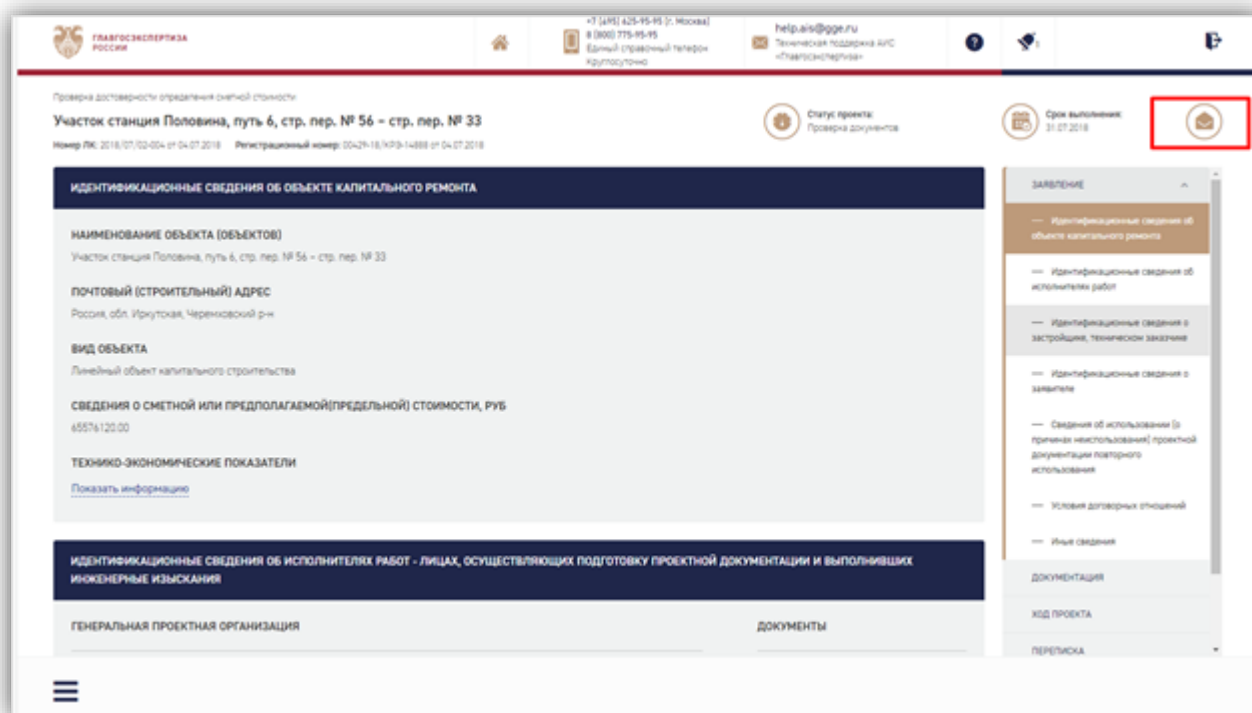 ГЛАВГОСЭКСПЕРТИЗА
РОССИИ
+7 (495) 625-95-95 (г. Москва)
8 (800) 775-95-95
Единый справочный телефон
Круглосуточно
help.ais@gge.ru
Техническая поддержка АИС
«Главгосэкспертиза»
?
Проверка достоверности определения сметной стоимости
Участок станция Половина, путь 6, стр. пер. № 56 – стр. пер. № 33
Номер ЛК: 2018/07/02-004 от 04.07.2018 Регистрационный номер: 00429-18/КРЭ-14888 от 04.07.2018
Статус проекта:
Проверка документов
Срок выполнения:
31.07.2018
ИДЕНТИФИКАЦИОННЫЕ СВЕДЕНИЯ ОБ ОБЪЕКТЕ КАПИТАЛЬНОГО РЕМОНТА
НАИМЕНОВАНИЕ ОБЪЕКТА (ОБЪЕКТОВ)
Участок станция Половина, путь 6, стр. пер. № 56 – стр. пер. № 33
ПОЧТОВЫЙ (СТРОИТЕЛЬНЫЙ) АДРЕС
Россия, обл. Иркутская, Черемховский р-н
ВИД ОБЪЕКТА
Линейный объект капитального строительства
СВЕДЕНИЯ О СМЕТНОЙ ИЛИ ПРЕДПОЛАГАЕМОЙ(ПРЕДЕЛЬНОЙ) СТОИМОСТИ, РУБ
65576120.00
ТЕХНИКО-ЭКОНОМИЧЕСКИЕ ПОКАЗАТЕЛИ
Показать информацию
ИДЕНТИФИКАЦИОННЫЕ СВЕДЕНИЯ ОБ ИСПОЛНИТЕЛЯХ РАБОТ - ЛИЦАХ, ОСУЩЕСТВЛЯЮЩИХ ПОДГОТОВКУ ПРОЕКТНОЙ ДОКУМЕНТАЦИИ И ВЫПОЛНИВШИХ
ИНЖЕНЕРНЫЕ ИЗЫСКАНИЯ
ГЕНЕРАЛЬНАЯ ПРОЕКТНАЯ ОРГАНИЗАЦИЯ
ДОКУМЕНТЫ
ЗАЯВЛЕНИЕ
— Идентификационные сведения об
объекте капитального ремонта
— Идентификационные сведения об
исполнителях работ
— Идентификационные сведения о
застройщике, техническом заказчике
— Идентификационные сведения о
заявителе
— Сведения об использовании (о
причинах неиспользования) проектной
документации повторного
использования
— Условия договорных отношений
— Иные сведения
ДОКУМЕНТАЦИЯ
ХОД ПРОЕКТА
ПЕРЕПИСКА